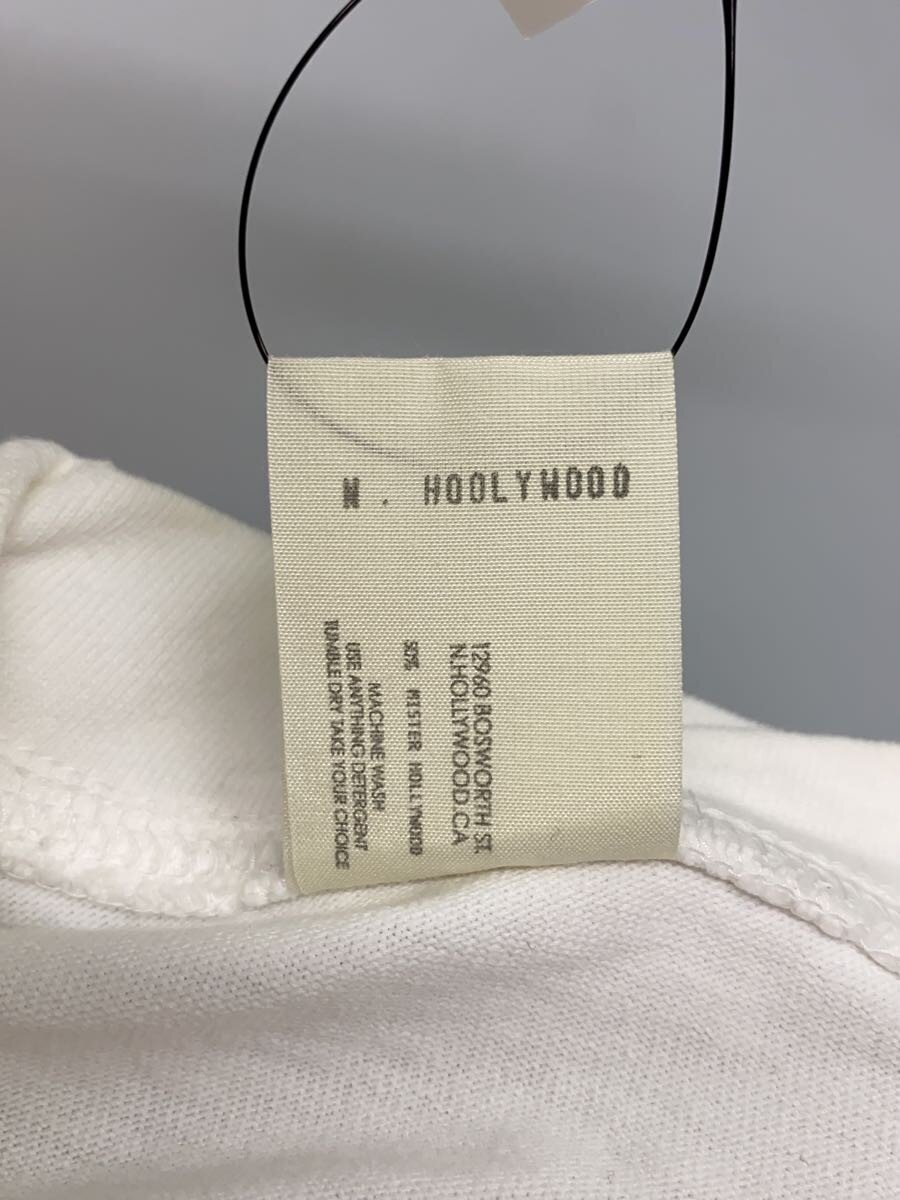 N. HOOLYWOOD
12960 BOSWORTH ST.
N.HOLLYWOOD.CA
50% MISTER HOLLYWOOD
MACHINE WASH
USE ANYTHING DETERGENT
TUMBLE DRY TAKE YOUR CHOICE